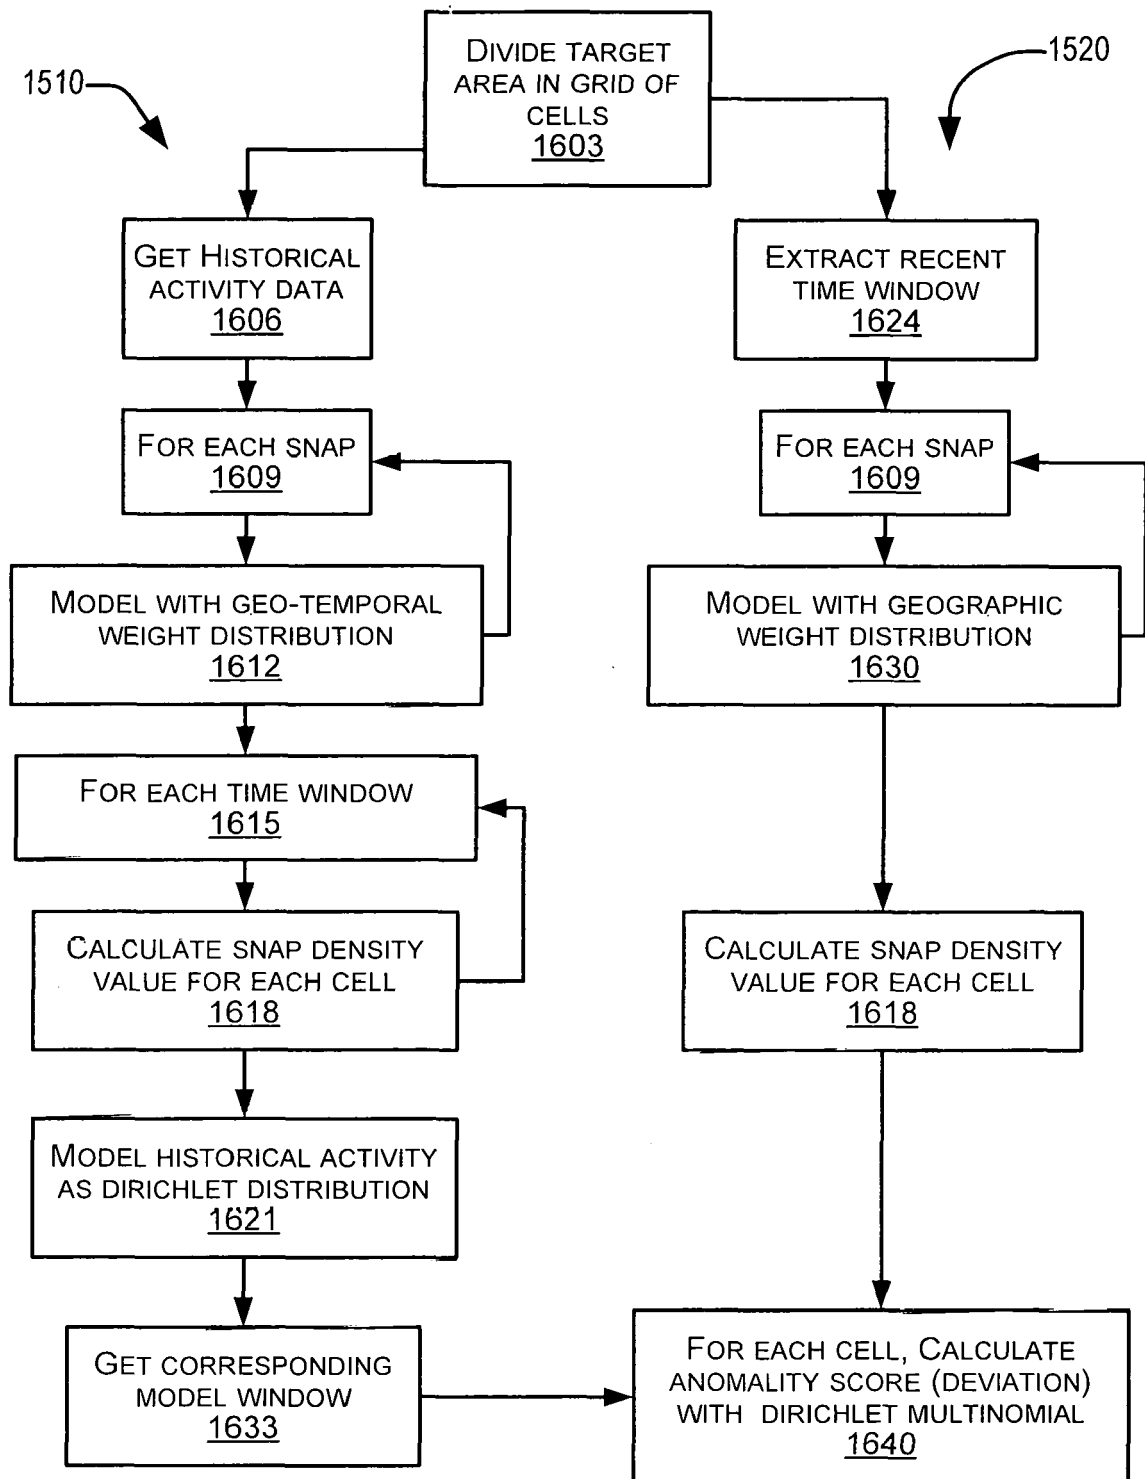 1510
1520
DIVIDE TARGET
AREA IN GRID OF
CELLS
1603
GET HISTORICAL
ACTIVITY DATA
1606
EXTRACT RECENT
TIME WINDOW
1624
FOR EACH SNAP
1609
FOR EACH SNAP
1609
MODEL WITH GEO-TEMPORAL
WEIGHT DISTRIBUTION
1612
MODEL WITH GEOGRAPHIC
WEIGHT DISTRIBUTION
1630
FOR EACH TIME WINDOW
1615
CALCULATE SNAP DENSITY
VALUE FOR EACH CELL
1618
CALCULATE SNAP DENSITY
VALUE FOR EACH CELL
1618
MODEL HISTORICAL ACTIVITY
AS DIRICHLET DISTRIBUTION
1621
GET CORRESPONDING
MODEL WINDOW
1633
FOR EACH CELL, CALCULATE
ANOMALITY SCORE (DEVIATION)
WITH DIRICHLET MULTINOMIAL
1640